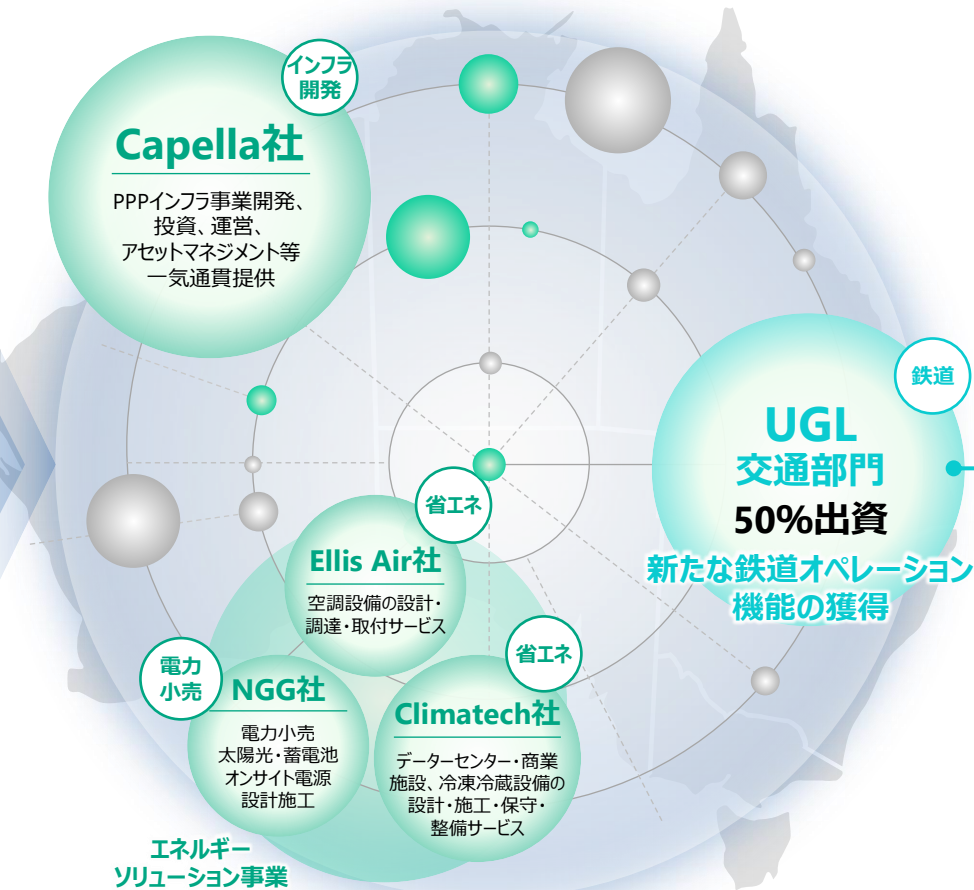 インフラ
開発
Capella社
PPPインフラ事業開発、
投資、運営、
アセットマネジメント等
一気通貫提供
鉄道
UGL
交通部門
50%出資
新たな鉄道オペレーション
機能の獲得
省エネ
Ellis Air社
空調設備の設計・
調達・取付サービス
電力
小売
NGG社
電力小売
太陽光・蓄電池
オンサイト電源
設計施工
省エネ
Climatech社
データーセンター・商業
施設、冷凍冷蔵設備の
設計・施工・保守・
整備サービス
エネルギー
ソリューション事業